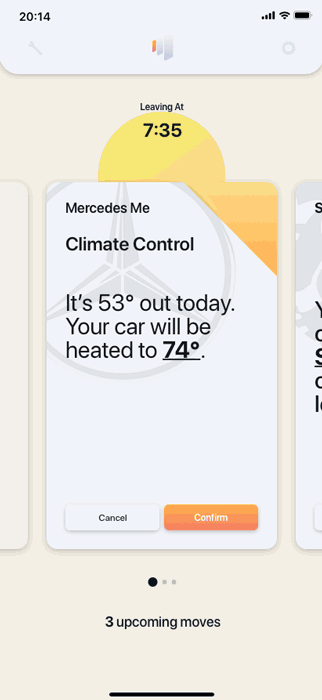 20:14
Leaving At
7:35
Mercedes Me
Climate Control
It's 53° out today.
Your car will be
heated to 74°.
Cancel
Confirm
3 upcoming moves